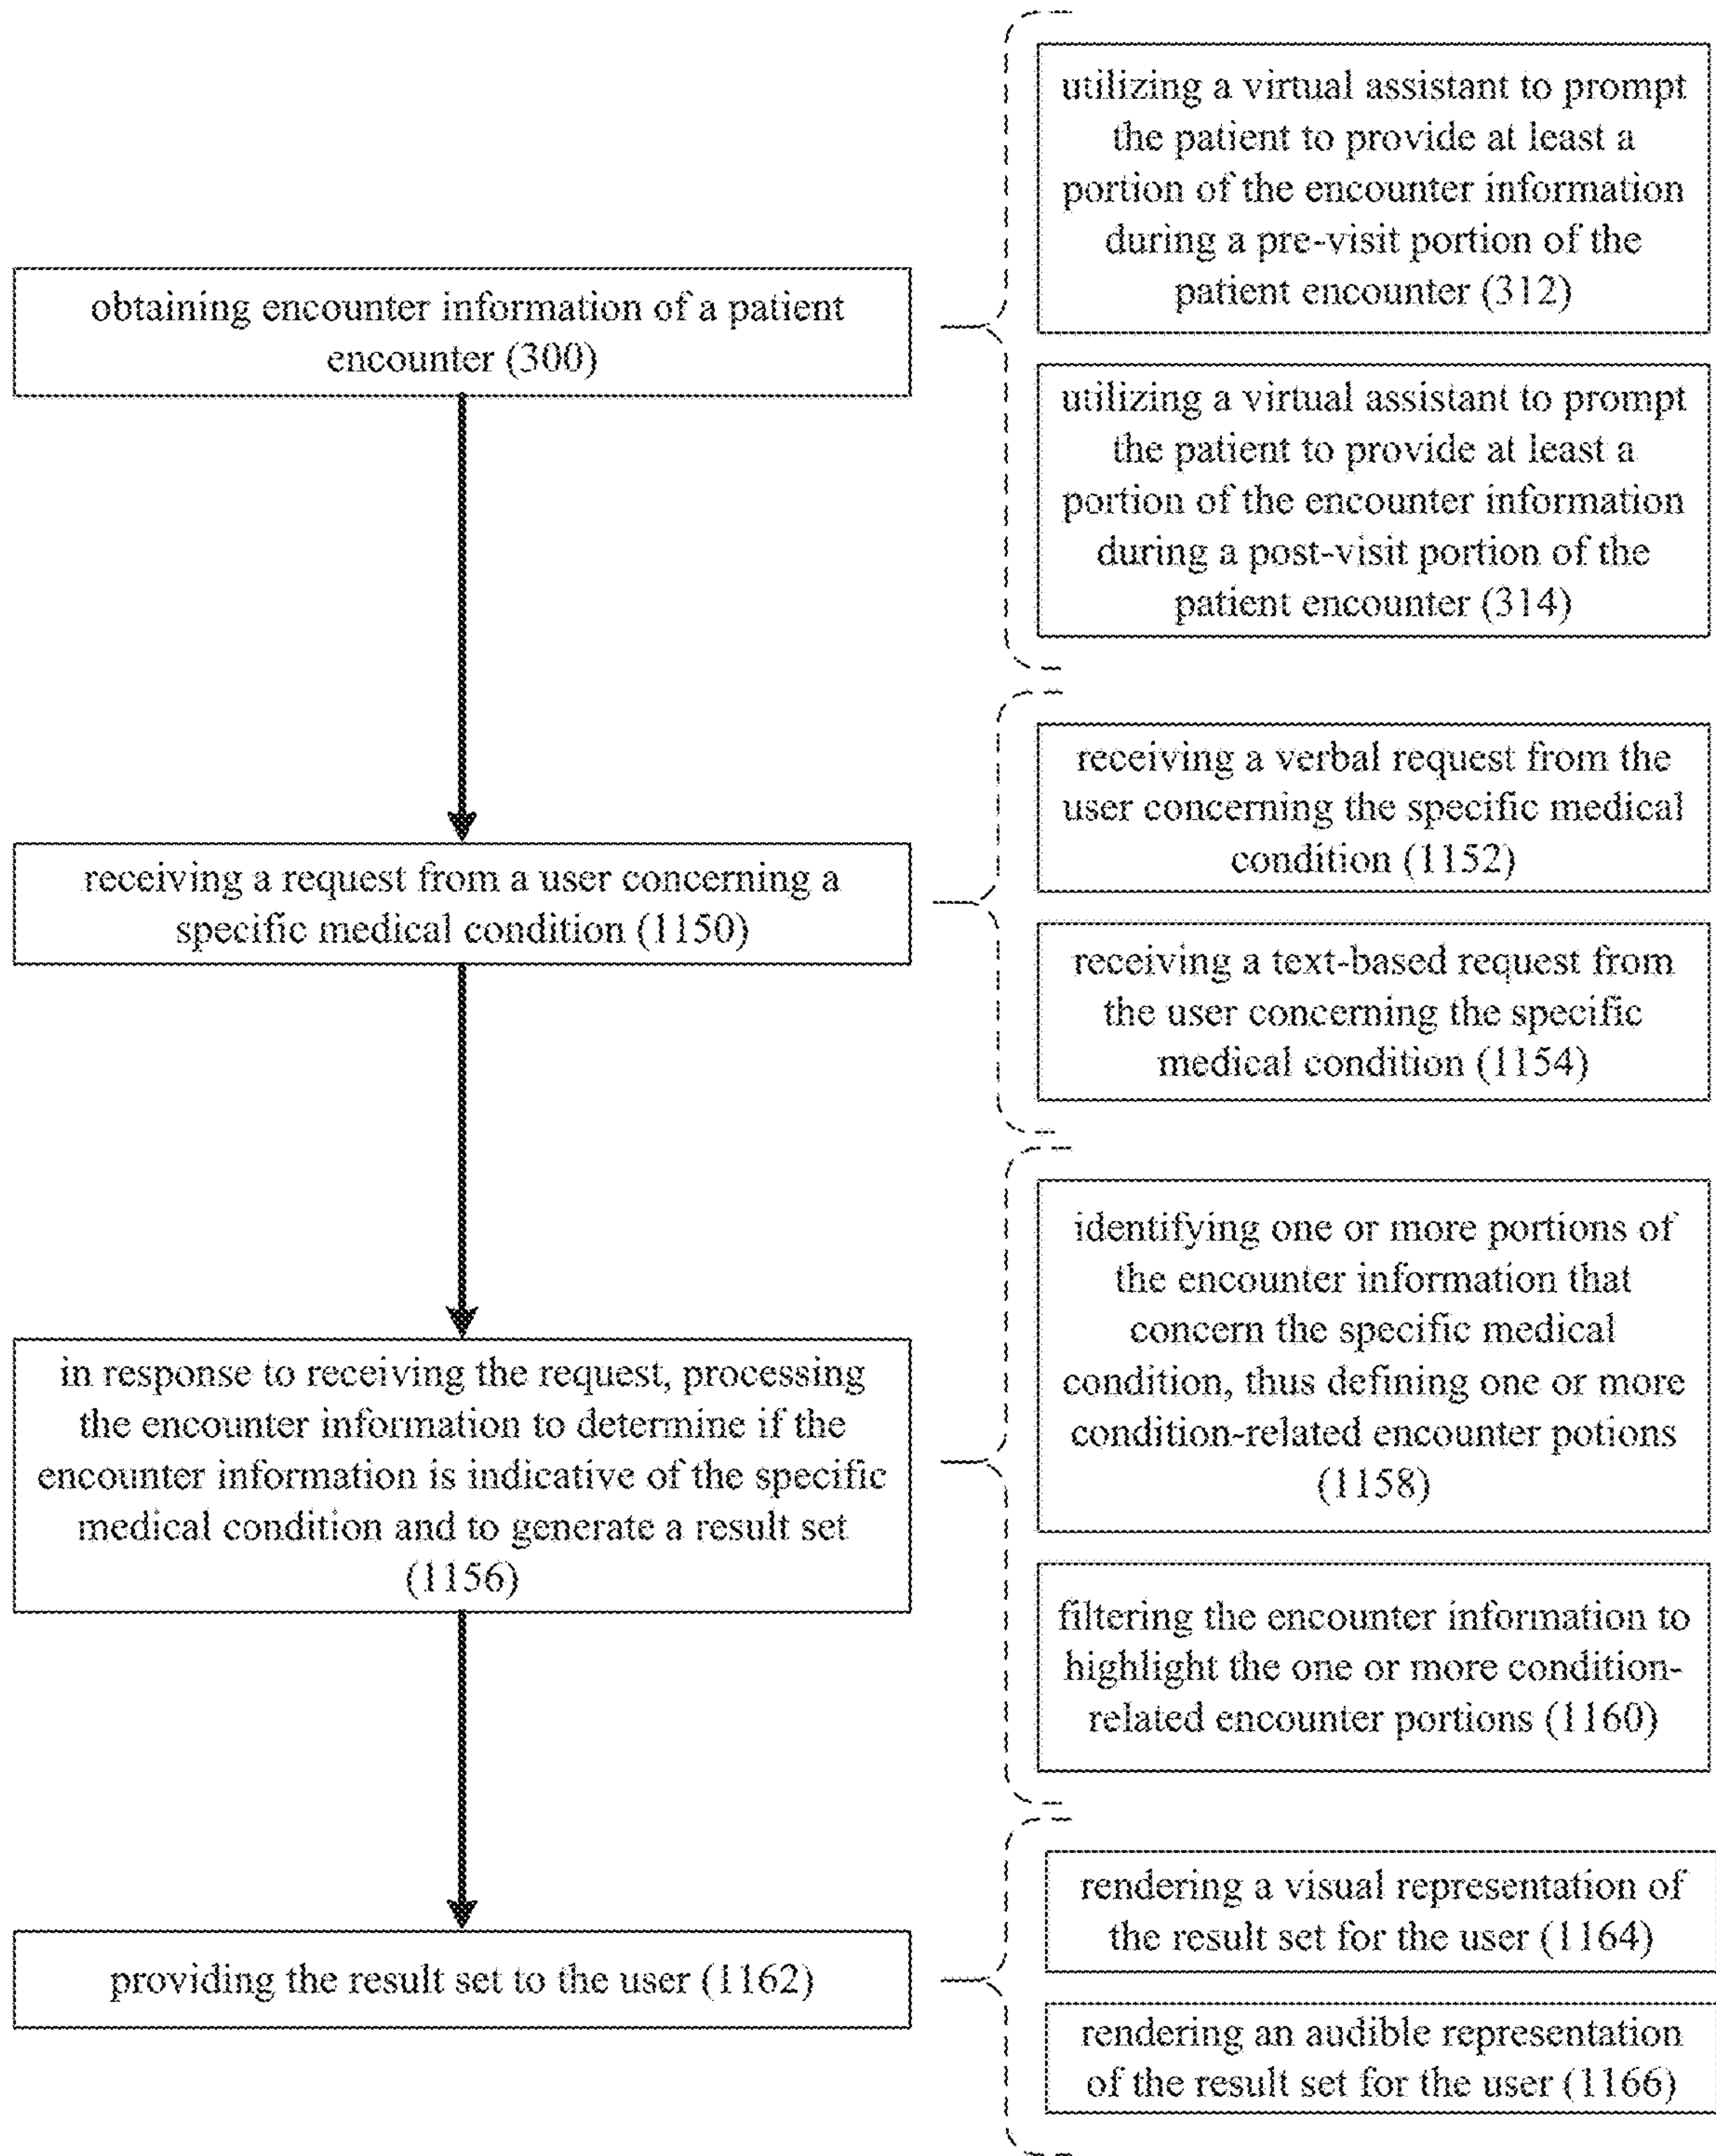 obtaining encounter information of a patient
encounter (300)
utilizing a virtual assistant to prompt
the patient to provide at least a
portion of the encounter information
during a pre-visit portion of the
patient encounter (312)
utilizing a virtual assistant to prompt
the patient to provide at least a
portion of the encounter information
during a post-visit portion of the
patient encounter (314)
receiving a request from a user concerning a
specific medical condition (1150)
receiving a verbal request from the
user concerning the specific medical
condition (1152)
receiving a text-based request from
the user concerning the specific
medical condition (1154)
in response to receiving the request, processing
the encounter information to determine if the
encounter information is indicative of the specific
medical condition and to generate a result set
(1156)
identifying one or more portions of
the encounter information that
concern the specific medical
condition, thus defining one or more
condition-related encounter potions
(1158)
filtering the encounter information to
highlight the one or more condition-
related encounter portions (1160)
providing the result set to the user (1162)
rendering a visual representation of
the result set for the user (1164)
rendering an audible representation
of the result set for the user (1166)